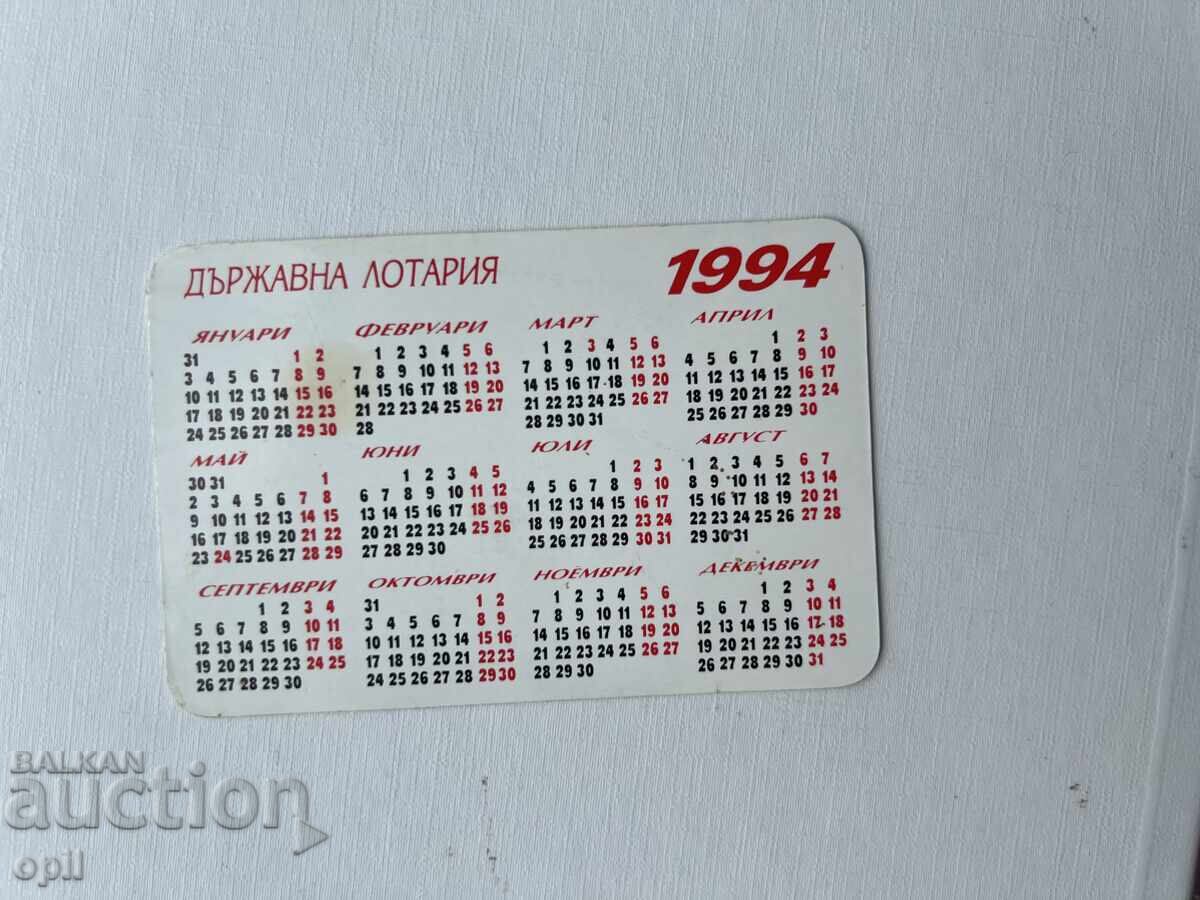 ДЪРЖАВНА ЛОТАРИЯ 1994
ЯНУАРИ
31 1 2
3 4 5 6 7 8 9
10 11 12 13 14 15 16
17 18 19 20 21 22 23
24 25 26 27 28 29 30
ФЕВРУАРИ
1 2 3 4 5 6
7 8 9 10 11 12 13
14 15 16 17 18 19 20
21 22 23 24 25 26 27
28
МАРТ
1 2 3 4 5 6
7 8 9 10 11 12 13
14 15 16 17 18 19 20
21 22 23 24 25 26 27
28 29 30 31
АПРИЛ
1 2 3
4 5 6 7 8 9 10
11 12 13 14 15 16 17
18 19 20 21 22 23 24
25 26 27 28 29 30
МАЙ
30 31 1
2 3 4 5 6 7 8
9 10 11 12 13 14 15
16 17 18 19 20 21 22
23 24 25 26 27 28 29
ЮНИ
1 2 3 4 5
6 7 8 9 10 11 12
13 14 15 16 17 18 19
20 21 22 23 24 25 26
27 28 29 30
ЮЛИ
1 2 3
4 5 6 7 8 9 10
11 12 13 14 15 16 17
18 19 20 21 22 23 24
25 26 27 28 29 30 31
АВГУСТ
1 2 3 4 5 6 7
8 9 10 11 12 13 14
15 16 17 18 19 20 21
22 23 24 25 26 27 28
29 30 31
СЕПТЕМВРИ
1 2 3 4
5 6 7 8 9 10 11
12 13 14 15 16 17 18
19 20 21 22 23 24 25
26 27 28 29 30
ОКТОМВРИ
31 1 2
3 4 5 6 7 8 9
10 11 12 13 14 15 16
17 18 19 20 21 22 23
24 25 26 27 28 29 30
НОЕМВРИ
1 2 3 4 5 6
7 8 9 10 11 12 13
14 15 16 17 18 19 20
21 22 23 24 25 26 27
28 29 30
ДЕКЕМВРИ
1 2 3 4
5 6 7 8 9 10 11
12 13 14 15 16 17 18
19 20 21 22 23 24 25
26 27 28 29 30 31
BALKAN
auction
opil